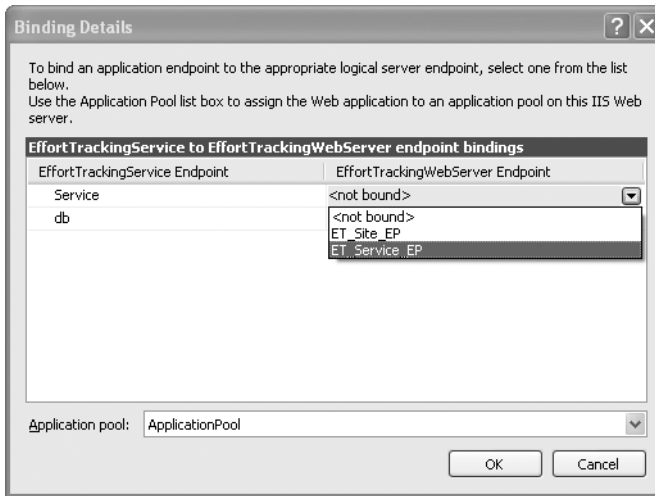 Binding Details
To bind an application endpoint to the appropriate logical server endpoint, select one from the list
below.
Use the Application Pool list box to assign the Web application to an application pool on this IIS Web
server.
EffortTrackingService to EffortTrackingWebServer endpoint bindings
EffortTrackingService Endpoint EffortTrackingWebServer Endpoint
Service <not bound>
db <not bound>
ET_Site_EP
ET_Service_EP
Application pool: ApplicationPool
OK Cancel